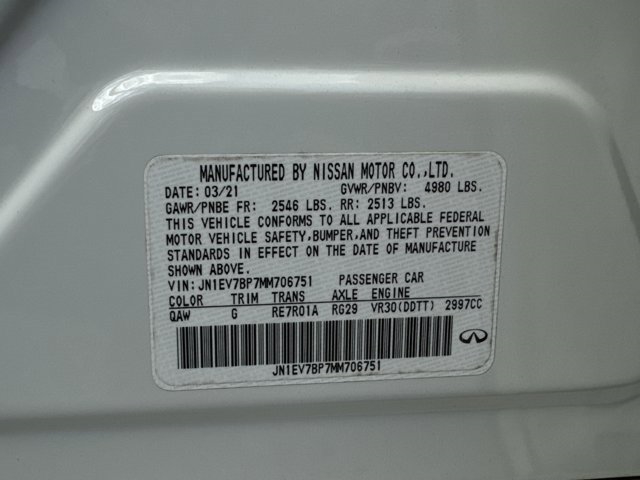 MANUFACTURED BY NISSAN MOTOR CO.,LTD.
DATE: 03/21 GVWR/PNBV: 4980 LBS.
GAWR/PNBE FR: 2546 LBS. RR: 2513 LBS.
THIS VEHICLE CONFORMS TO ALL APPLICABLE FEDERAL
MOTOR VEHICLE SAFETY,BUMPER,AND THEFT PREVENTION
STANDARDS IN EFFECT ON THE DATE OF MANUFACTURE
SHOWN ABOVE.
VIN:JN1EV7BP7MM706751 PASSENGER CAR
COLOR TRIM TRANS AXLE ENGINE
QAW G RE7R01A RG29 VR30(DDTT) 2997CC
JN1EV7BP7MM706751